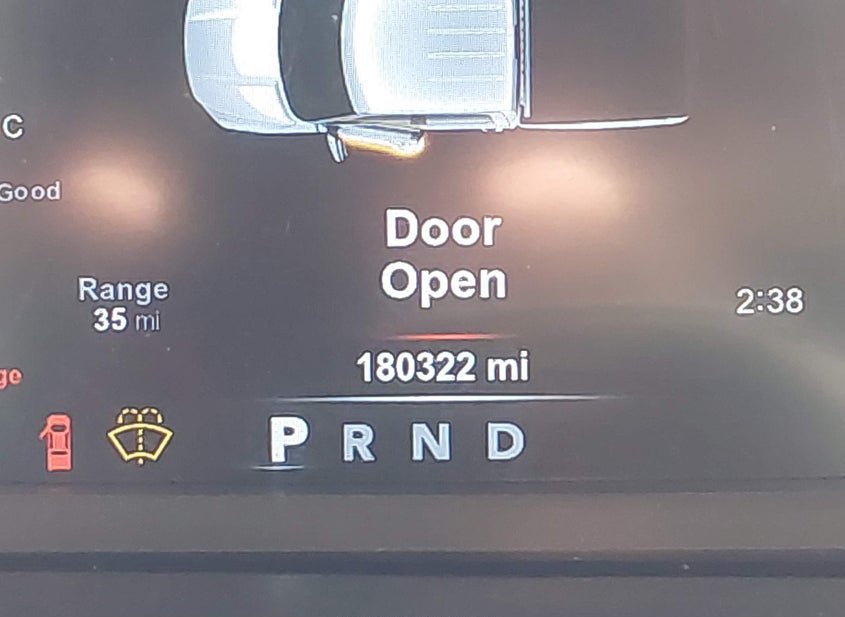 C
Good
Door
Open
Range
35 mi
2:38
180322 mi
ge
P R N D